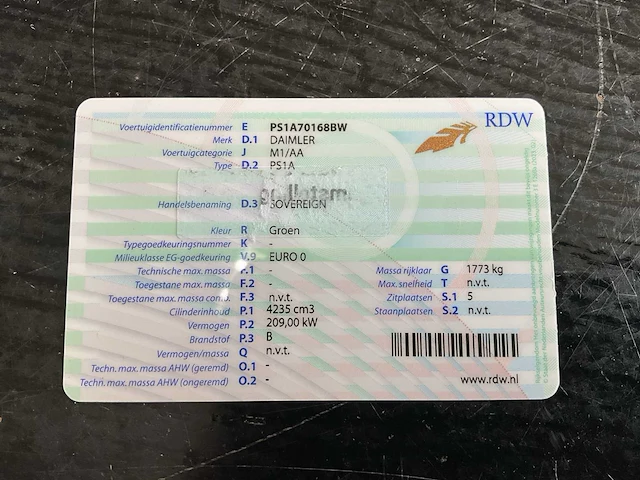 RDW
Voertuigidentificatienummer E PS1A70168BW
Merk D.1 DAIMLER
Voertuigcategorie J M1/AA
Type D.2 PS1A
Handelsbenaming D.3 SOVEREIGN
Kleur R Groen
Typegoedkeuringsnummer K -
Milieuklasse EG-goedkeuring V.9 EURO 0
Technische max. massa F.1 -
Massa rijklaar G 1773 kg
Toegestane max. massa F.2 -
Max. snelheid T n.v.t.
Toegestane max. massa comb. F.3 n.v.t.
Zitplaatsen S.1 5
Cilinderinhoud P.1 4235 cm3
Staanplaatsen S.2 n.v.t.
Vermogen P.2 209,00 kW
Brandstof P.3 B
Vermogen/massa Q n.v.t.
Techn. max. massa AHW (geremd) O.1 -
Techn. max. massa AHW (ongeremd) O.2 -
www.rdw.nl